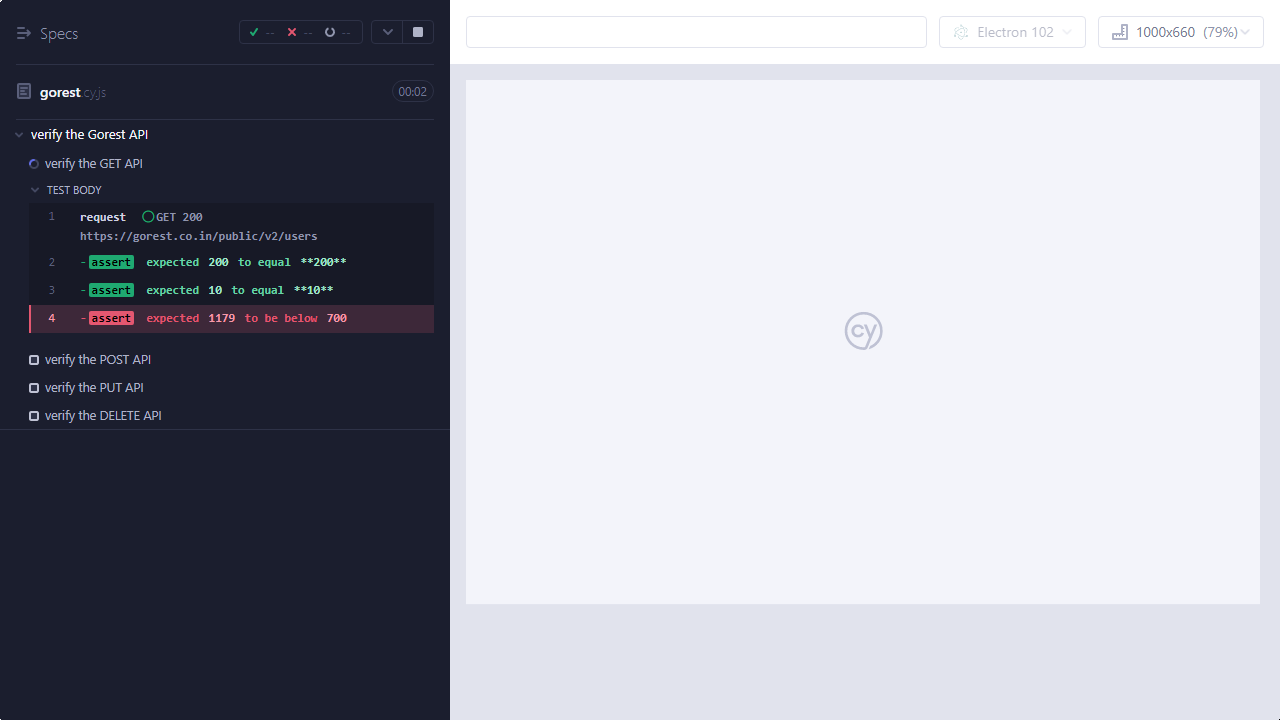 Specs
-- -- --
Electron 102
1000x660 (79%)
gorest cy.js
00:02
verify the Gorest API
verify the GET API
TEST BODY
1 request GET 200
https://gorest.co.in/public/v2/users
2 -assert expected 200 to equal **200**
3 -assert expected 10 to equal **10**
4 -assert expected 1179 to be below 700
verify the POST API
verify the PUT API
verify the DELETE API
cy